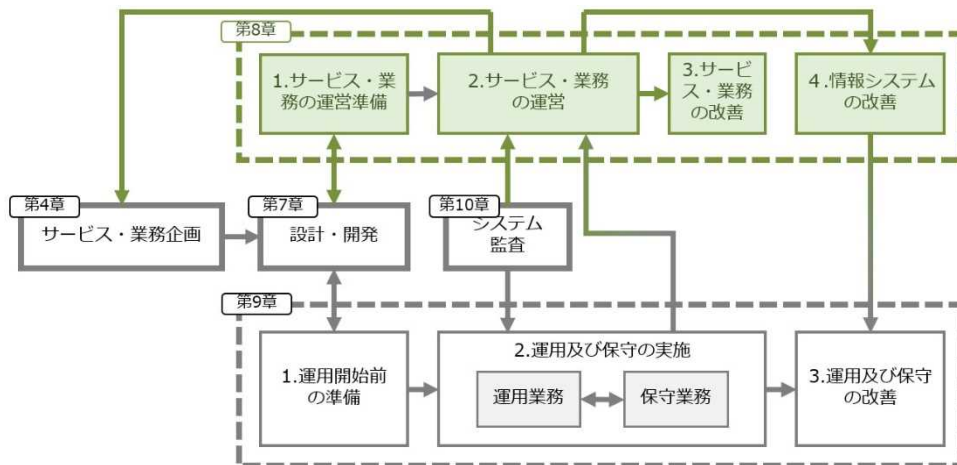 第8章
1.サービス・業
務の運営準備
2.サービス・業務
の運営
3.サービ
ス・業務
の改善
4.情報システム
の改善
第4章
サービス・業務企画
第7章
設計・開発
第10章
システム
監査
第9章
1.運用開始前
の準備
2.運用及び保守の実施
運用業務
保守業務
3.運用及び保守
の改善